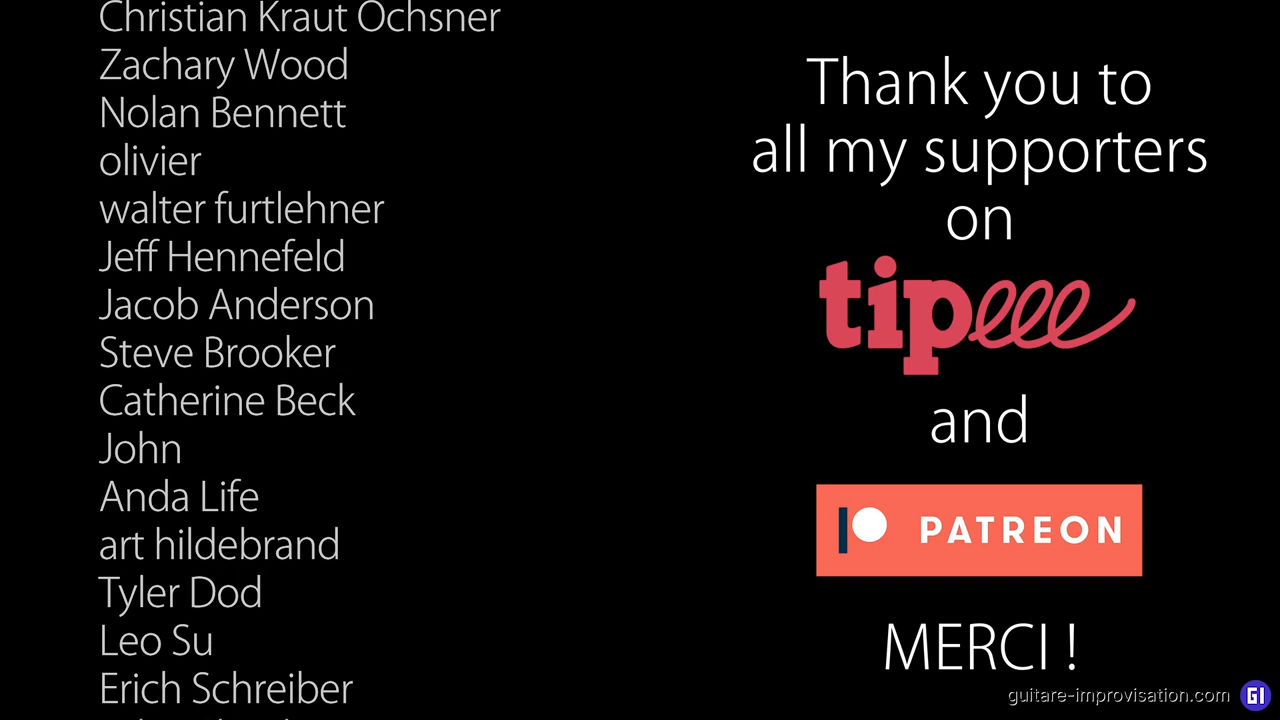 Christian Kraut Ochsner
Zachary Wood
Nolan Bennett
olivier
walter furtlehner
Jeff Hennefeld
Jacob Anderson
Steve Brooker
Catherine Beck
John
Anda Life
art hildebrand
Tyler Dod
Leo Su
Erich Schreiber
Thank you to
all my supporters
on
tipeee
and
PATREON
MERCI !
guitare-improvisation.com GI